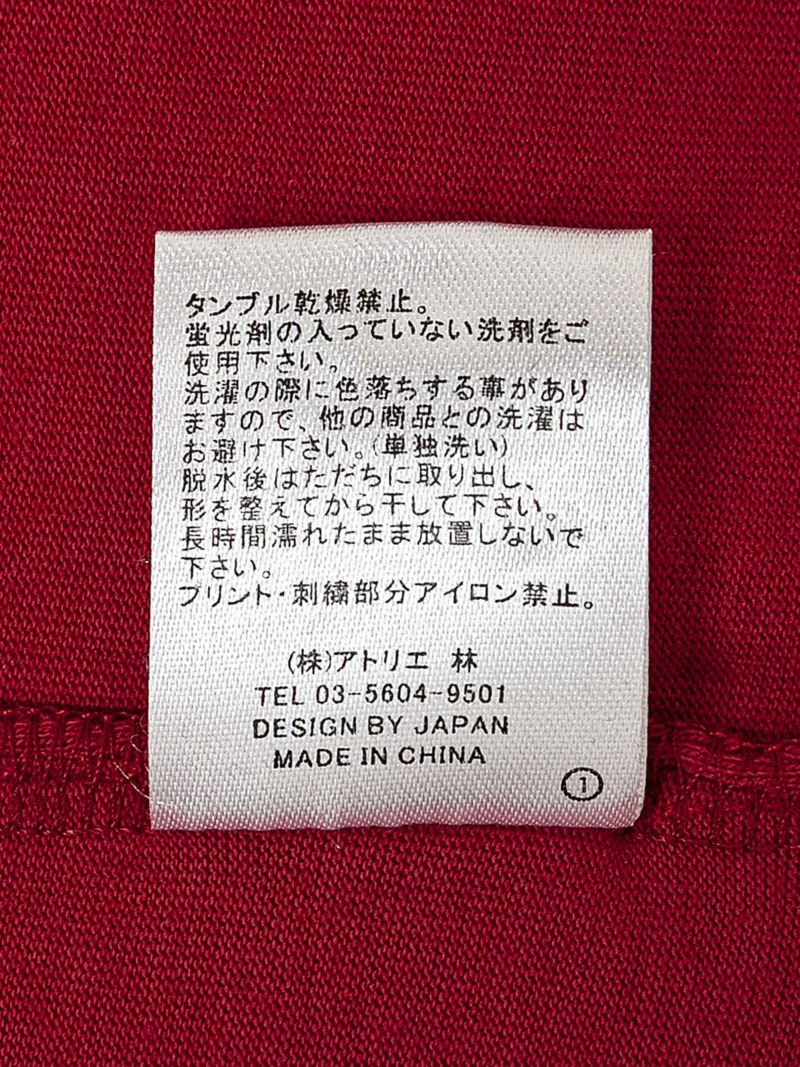 タンブル乾燥禁止。
蛍光剤の入っていない洗剤をご
使用下さい。
洗濯の際に色落ちする事があり
ますので、他の商品との洗濯は
お避け下さい。(単独洗い)
脱水後はただちに取り出し、
形を整えてから干して下さい。
長時間濡れたまま放置しないで
下さい。
プリント・刺繍部分アイロン禁止。
(株)アトリエ 林
TEL 03-5604-9501
DESIGN BY JAPAN
MADE IN CHINA
①